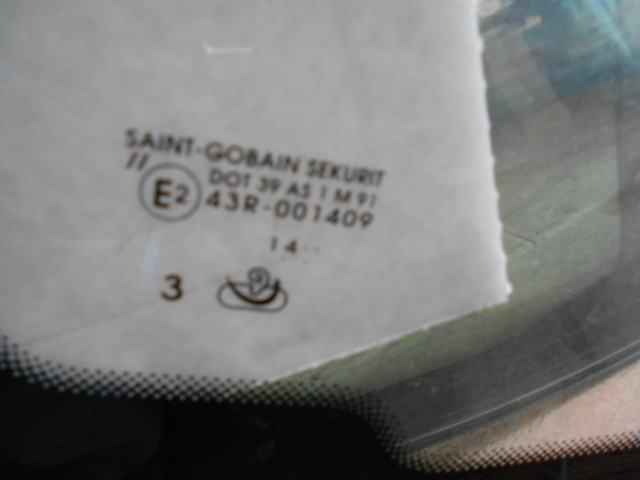 SAINT-GOBAIN SEKURIT
// DOT 39 AS 1 M 91
E2 43R-001409
14
3